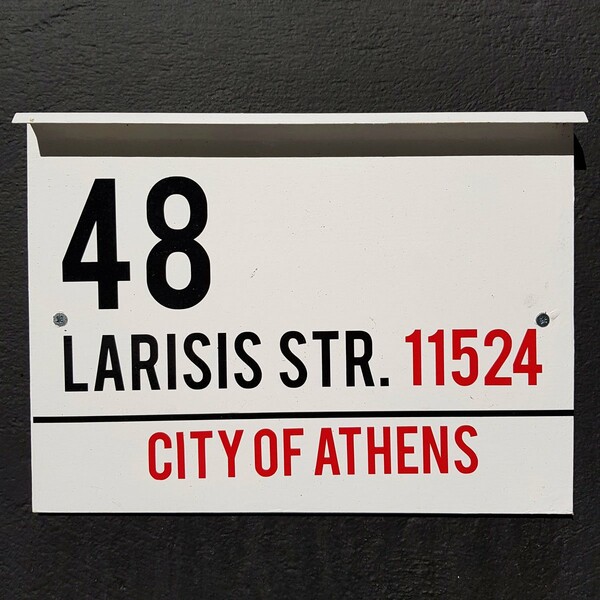 48
LARISIS STR. 11524
CITY OF ATHENS